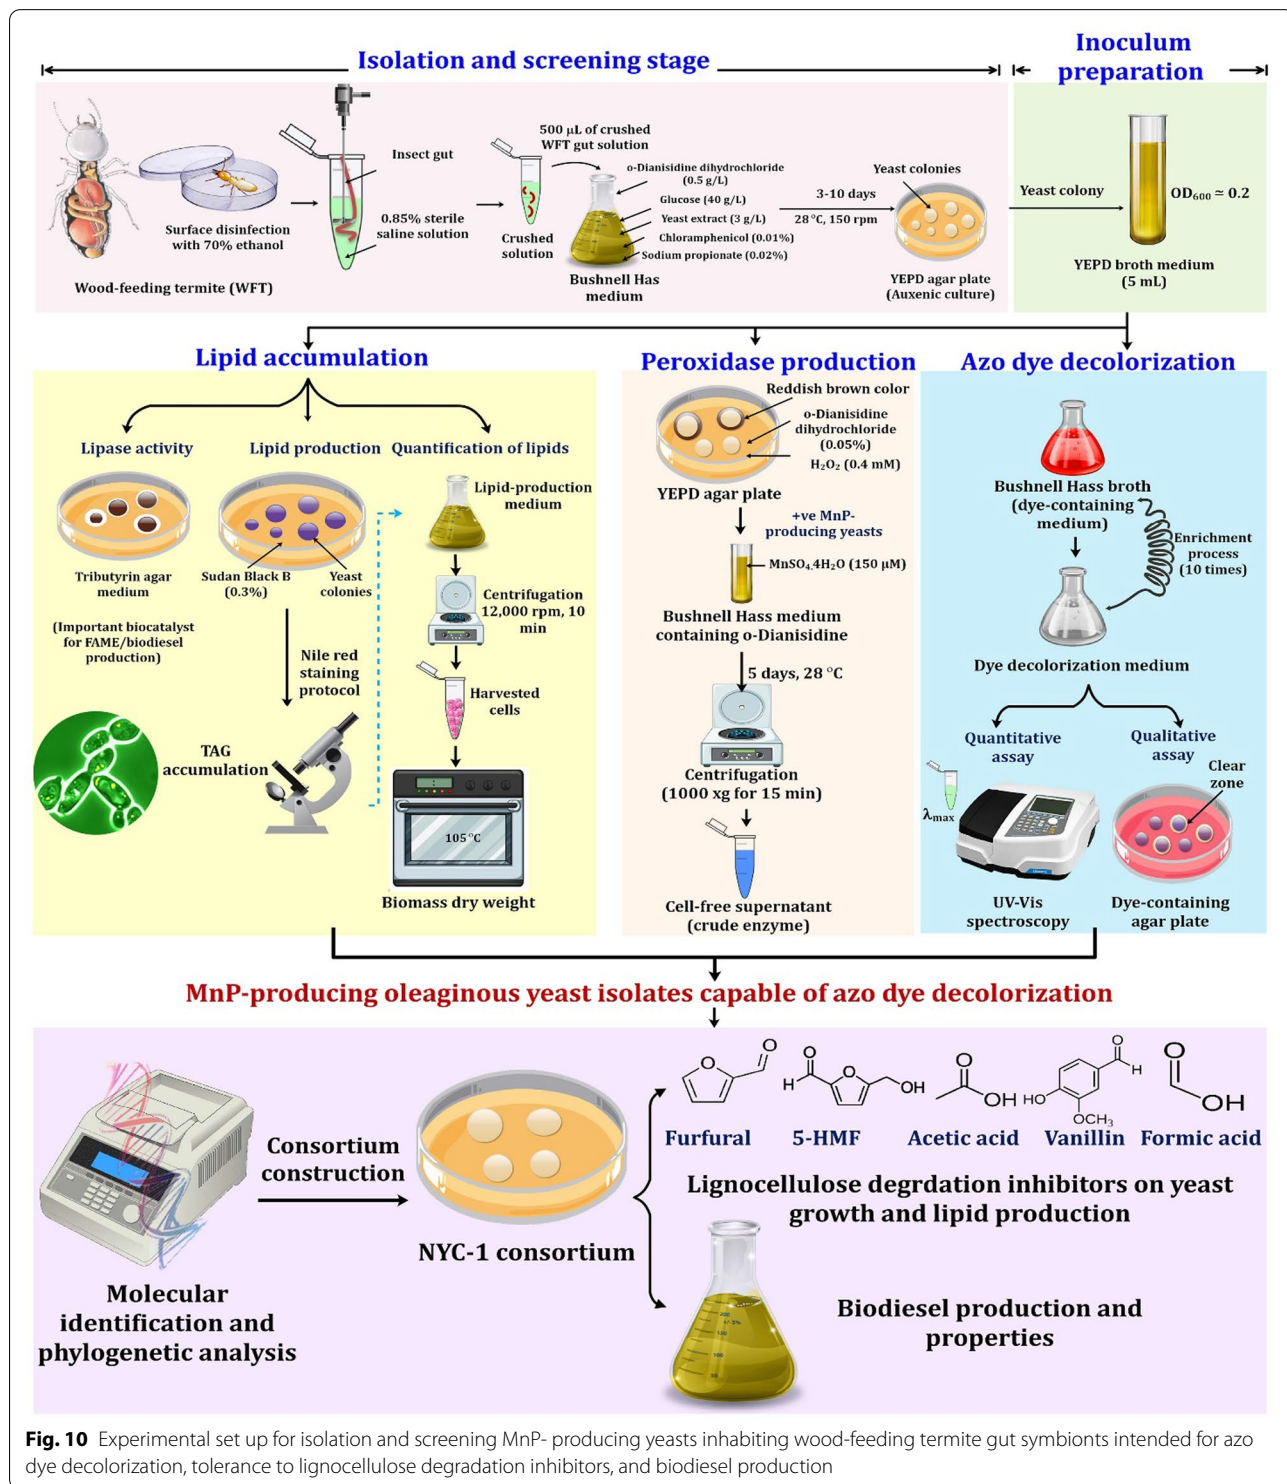 Isolation and screening stage
Inoculum
preparation
Insect gut
500 µL of crushed
WFT gut solution
o-Dianisidine dihydrochloride
(0.5 g/L)
Glucose (40 g/L)
Yeast extract (3 g/L)
Chloramphenicol (0.01%)
Sodium propionate (0.02%)
3-10 days
28 °C, 150 rpm
Yeast colonies
Yeast colony
OD600 ≃ 0.2
Surface disinfection
with 70% ethanol
0.85% sterile
saline solution
Crushed
solution
Bushnell Has
medium
YEPD agar plate
(Auxenic culture)
YEPD broth medium
(5 mL)
Wood-feeding termite (WFT)
Lipid accumulation
Lipase activity
Lipid production
Quantification of lipids
Lipid-production
medium
Tributyrin agar
medium
(Important biocatalyst
for FAME/biodiesel
production)
Sudan Black B
(0.3%)
Yeast
colonies
Centrifugation
12,000 rpm, 10
min
Nile red
staining
protocol
Harvested
cells
TAG
accumulation
105 °C
Biomass dry weight
Peroxidase production
Reddish brown color
o-Dianisidine
dihydrochloride
(0.05%)
H2O2 (0.4 mM)
YEPD agar plate
+ve MnP-
producing yeasts
MnSO4.4H2O (150 µM)
Bushnell Hass medium
containing o-Dianisidine
5 days, 28 °C
Centrifugation
(1000 xg for 15 min)
Cell-free supernatant
(crude enzyme)
Azo dye decolorization
Bushnell Hass broth
(dye-containing
medium)
Enrichment
process
(10 times)
Dye decolorization medium
Quantitative
assay
Qualitative
assay
λmax
Clear
zone
UV-Vis
spectroscopy
Dye-containing
agar plate
MnP-producing oleaginous yeast isolates capable of azo dye decolorization
Molecular
identification and
phylogenetic analysis
Consortium
construction
NYC-1 consortium
O
O
O
H
O
OH
O
OH
O
H
HO
O
OCH3
O
OH
Furfural
5-HMF
Acetic acid
Vanillin
Formic acid
Lignocellulose degrdation inhibitors on yeast
growth and lipid production
200
+/- 5%
150
100
50
Biodiesel production and
properties
Fig. 10 Experimental set up for isolation and screening MnP- producing yeasts inhabiting wood-feeding termite gut symbionts intended for azo
dye decolorization, tolerance to lignocellulose degradation inhibitors, and biodiesel production